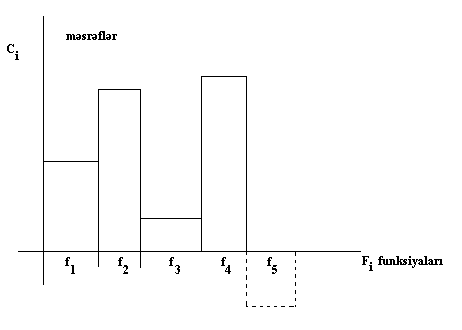 məsrəflər
Cᵢ
f₁ f₂ f₃ f₄ f₅ Fᵢ funksiyaları